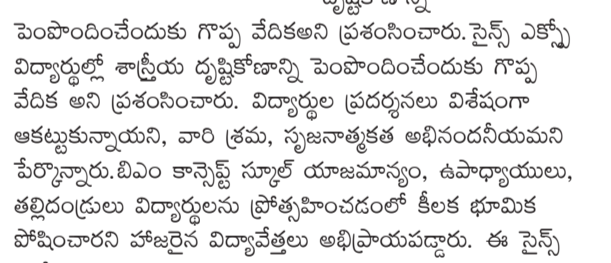 పెంపొందించేందుకు గొప్ప వేదికఅని ప్రశంసించారు. సైన్స్ ఎక్స్పో
విద్యార్థుల్లో శాస్త్రీయ దృష్టికోణాన్ని పెంపొందించేందుకు గొప్ప
వేదిక అని ప్రశంసించారు. విద్యార్థుల ప్రదర్శనలు విశేషంగా
ఆకట్టుకున్నాయని, వారి శ్రమ, సృజనాత్మకత అభినందనీయమని
పేర్కొన్నారు.బిఎం కాన్సెప్ట్ స్కూల్ యాజమాన్యం, ఉపాధ్యాయులు,
తల్లిదండ్రులు విద్యార్థులను ప్రోత్సహించడంలో కీలక భూమిక
పోషించారని హాజరైన విద్యావేత్తలు అభిప్రాయపడ్డారు. ఈ సైన్స్